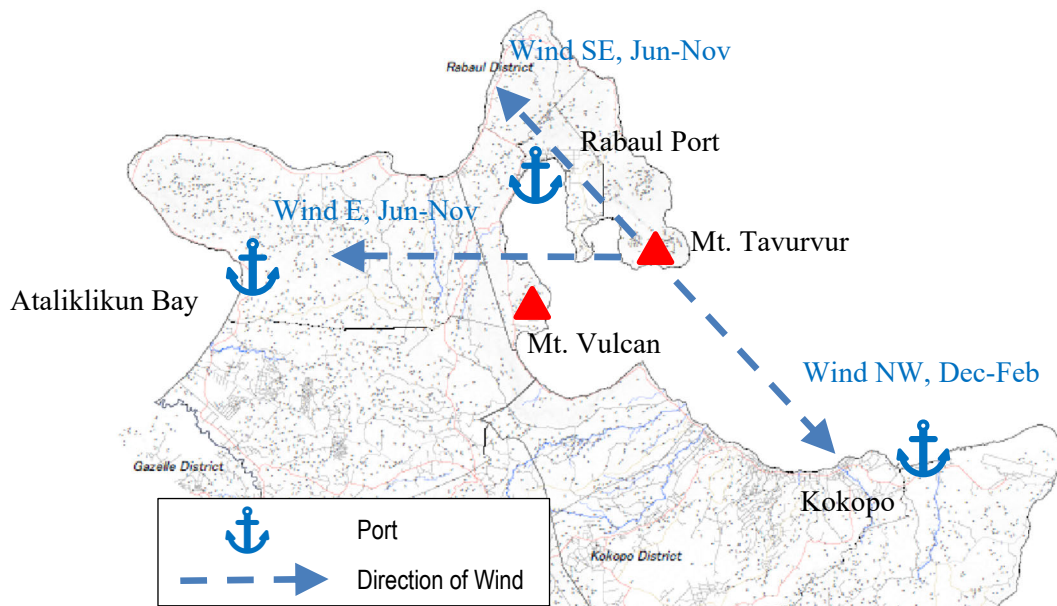 Wind SE, Jun-Nov
Rabaul District
Rabaul Port
Wind E, Jun-Nov
Mt. Tavurvur
Ataliklikun Bay
Mt. Vulcan
Wind NW, Dec-Feb
Gazelle District
Kokopo
Port
Kokopo District
Direction of Wind